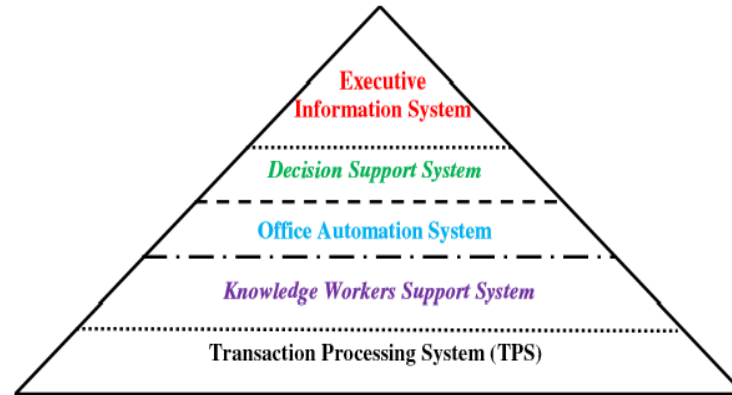 Executive
Information System
Decision Support System
Office Automation System
Knowledge Workers Support System
Transaction Processing System (TPS)